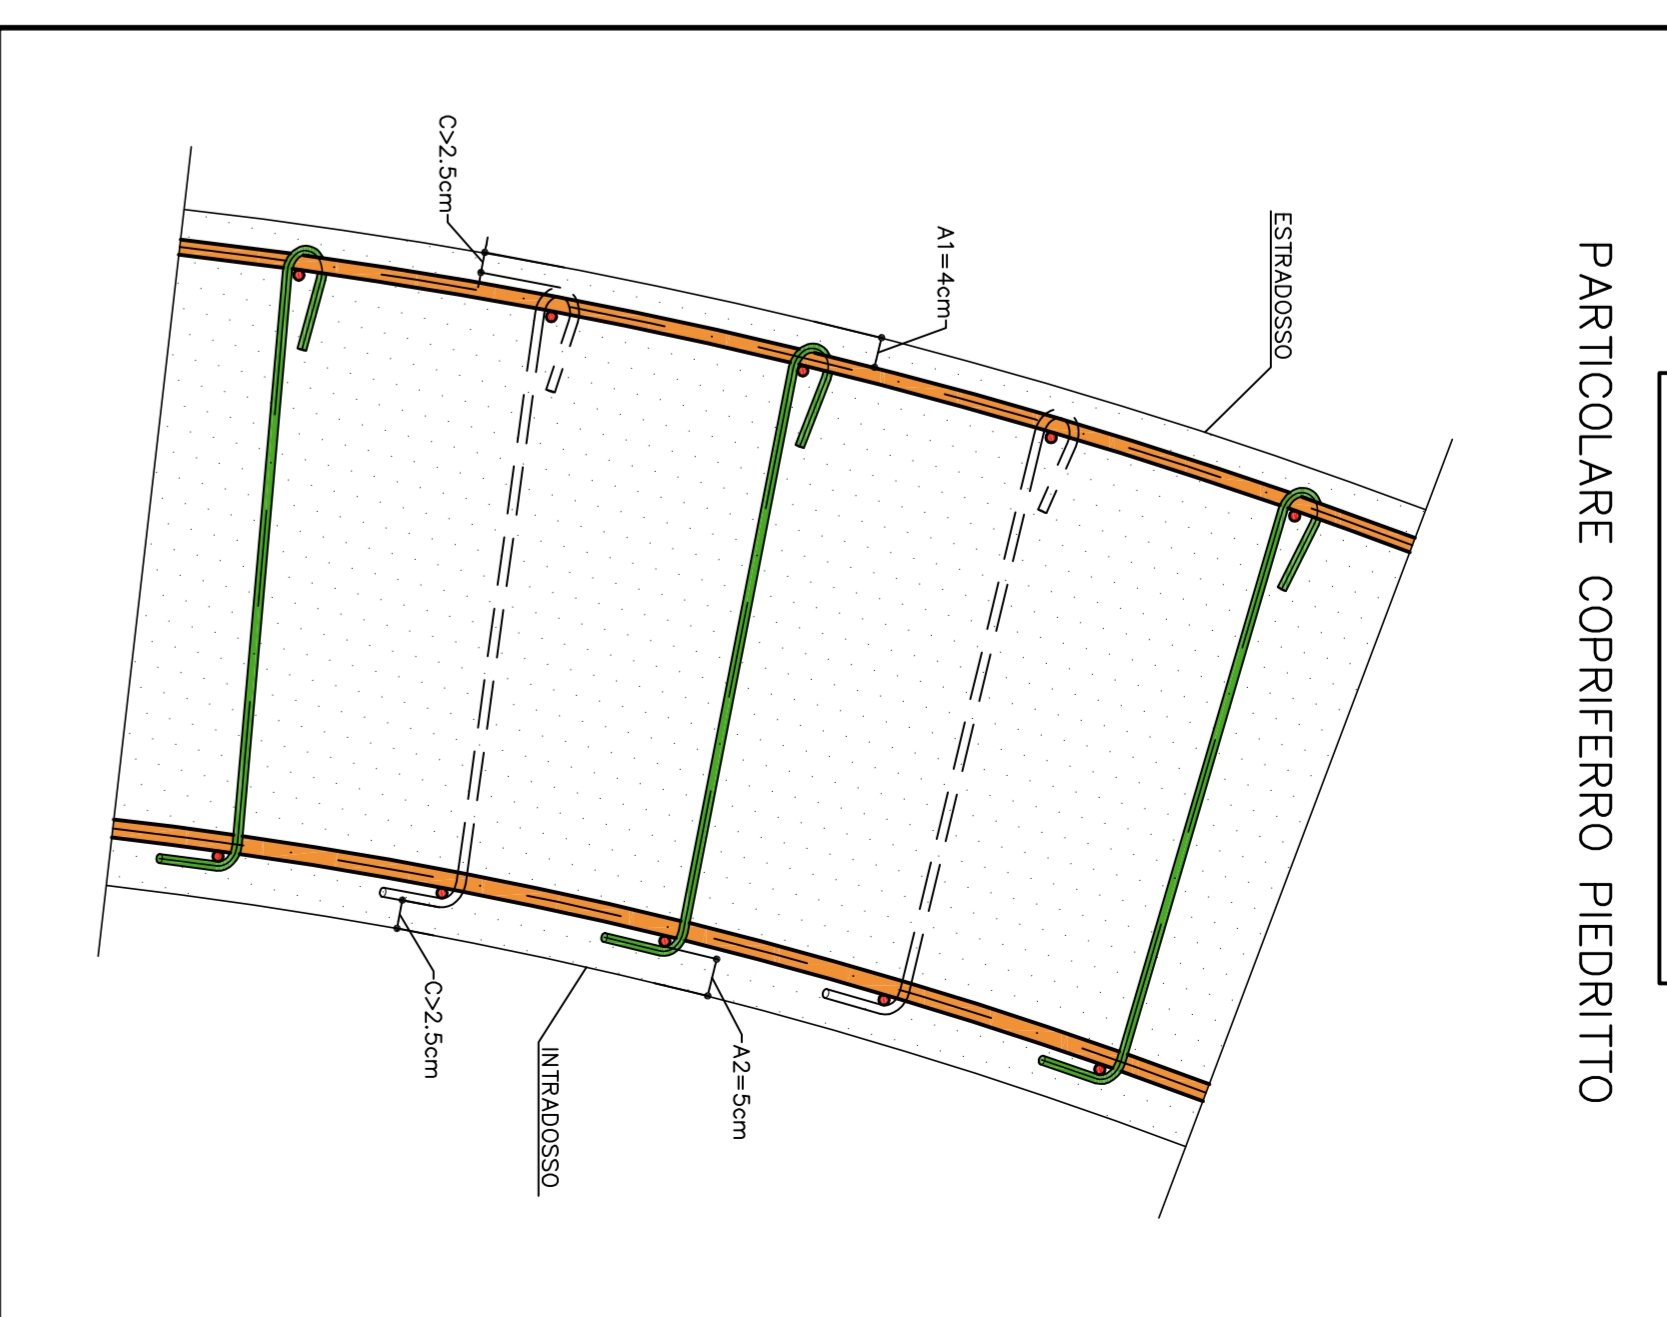 PARTICOLARE COPRIFERRO PIEDRITTO
ESTRADOSSO
A1=4cm
C>2.5cm
A2=5cm
INTRADOSSO
C>2.5cm